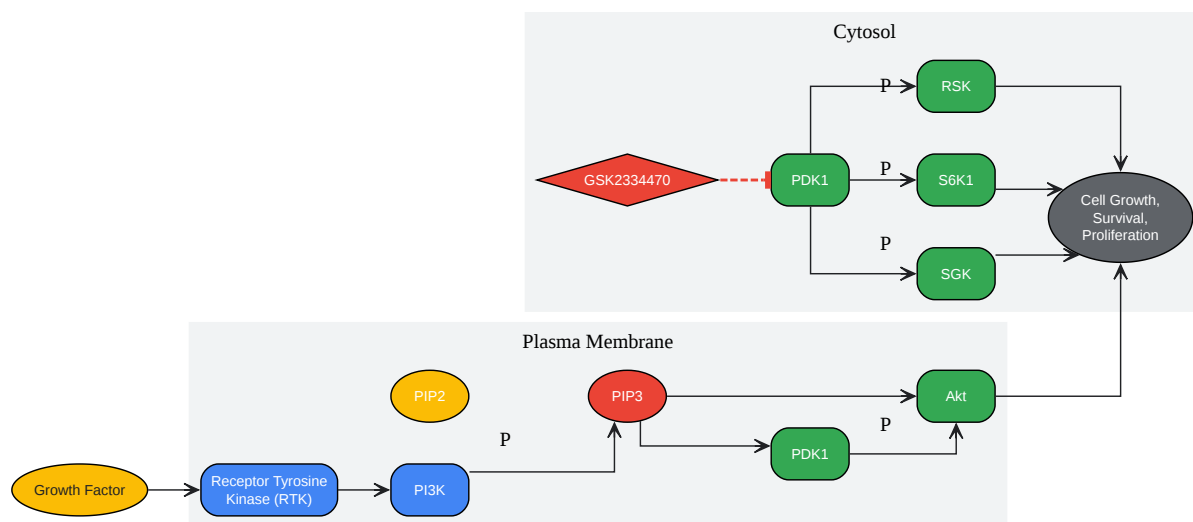 Cytosol
P
RSK
GSK2334470
PDK1
P
S6K1
Cell Growth,
Survival,
Proliferation
P
SGK
Plasma Membrane
PIP2
PIP3
Akt
P
P
PDK1
Growth Factor
Receptor Tyrosine
Kinase (RTK)
PI3K